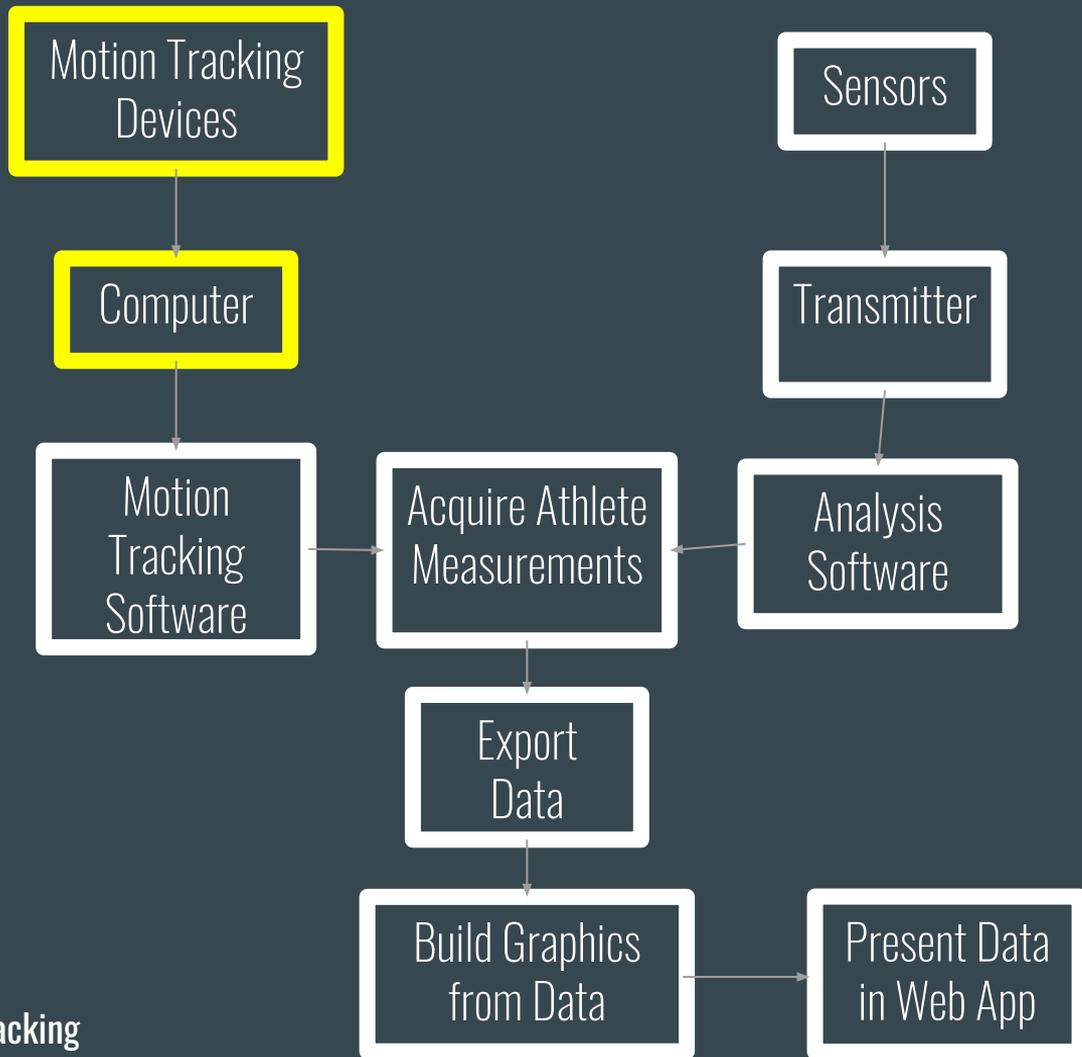 Motion Tracking
Devices
Sensors
Computer
Transmitter
Motion
Tracking
Software
Acquire Athlete
Measurements
Analysis
Software
Export
Data
Build Graphics
from Data
Present Data
in Web App
acking